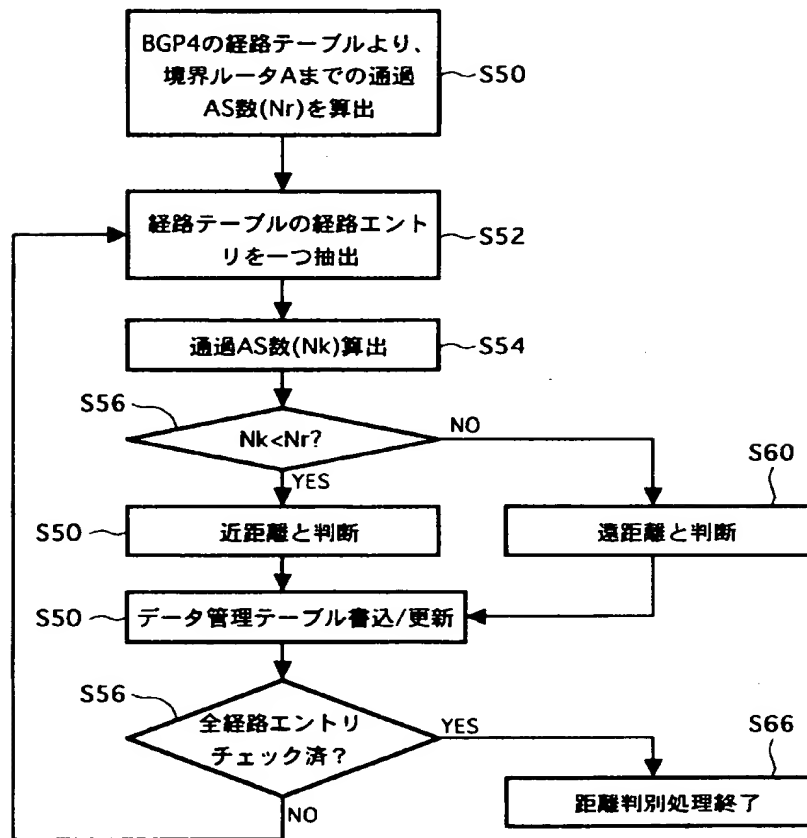 BGP4の経路テーブルより、
境界ルータAまでの通過
AS数(Nr)を算出
S50
経路テーブルの経路エント
リを一つ抽出
S52
通過AS数(Nk)算出
S54
S56
Nk<Nr?
NO
YES
S60
S50
近距離と判断
遠距離と判断
S50
データ管理テーブル書込/更新
S56
全経路エントリ
チェック済?
YES
NO
S66
距離判別処理終了